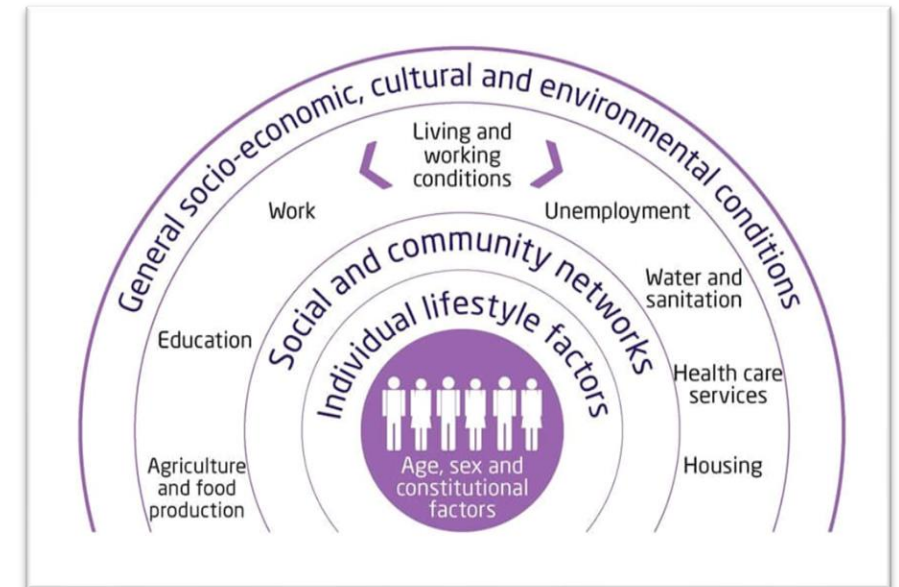 General socio-economic, cultural and environmental conditions
Living and
working
conditions
Work
Unemployment
Water and
sanitation
Education
Health care
services
Agriculture
and food
production
Housing
Social and community networks
Individual lifestyle factors
Age, sex and
constitutional
factors